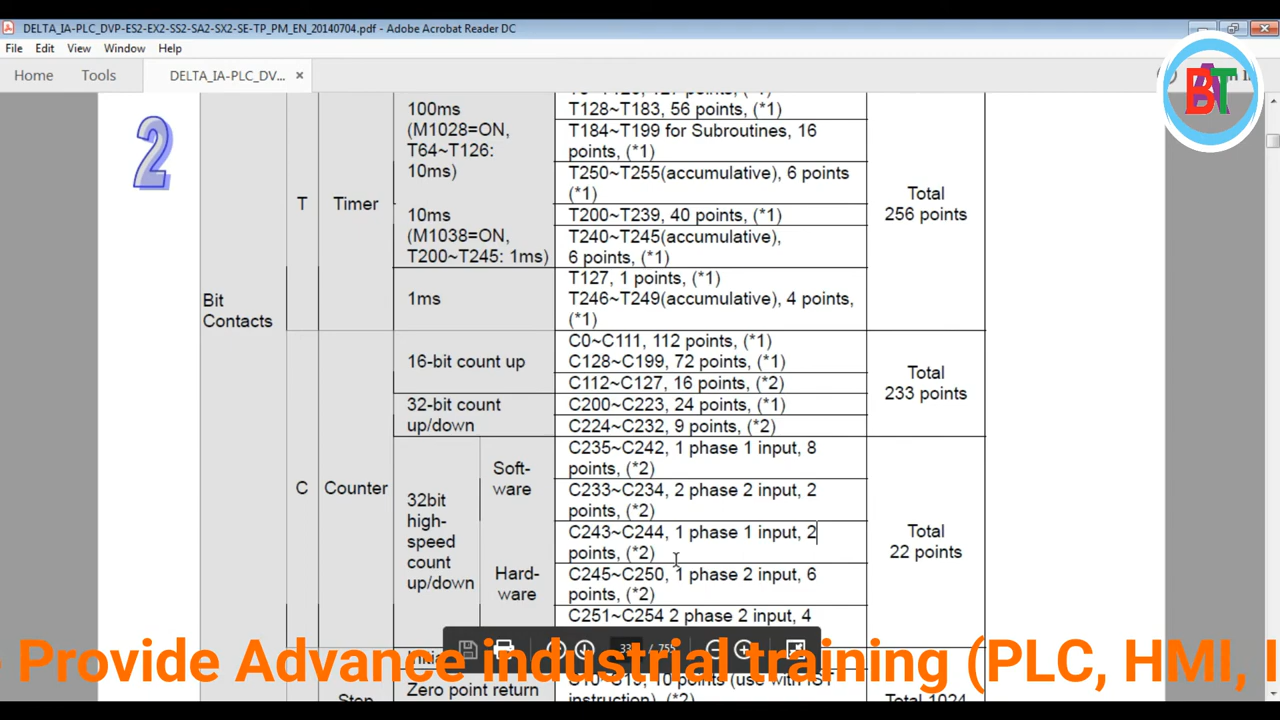 DELTA_IA-PLC_DVP-ES2-EX2-SS2-SA2-SX2-SE-TP_PM_EN_20140704.pdf - Adobe Acrobat Reader DC
File Edit View Window Help
Home Tools DELTA_IA-PLC_DV... ×
BAT
2
Bit
Contacts
T
Timer
100ms
(M1028=ON,
T64~T126:
10ms)
T128~T183, 56 points, (*1)
T184~T199 for Subroutines, 16
points, (*1)
T250~T255(accumulative), 6 points
(*1)
10ms
(M1038=ON,
T200~T245: 1ms)
T200~T239, 40 points, (*1)
T240~T245(accumulative),
6 points, (*1)
1ms
T127, 1 points, (*1)
T246~T249(accumulative), 4 points,
(*1)
Total
256 points
C
Counter
16-bit count up
C0~C111, 112 points, (*1)
C128~C199, 72 points, (*1)
C112~C127, 16 points, (*2)
32-bit count
up/down
C200~C223, 24 points, (*1)
C224~C232, 9 points, (*2)
Total
233 points
32bit
high-
speed
count
up/down
Soft-
ware
C235~C242, 1 phase 1 input, 8
points, (*2)
C233~C234, 2 phase 2 input, 2
points, (*2)
Hard-
ware
C243~C244, 1 phase 1 input, 2
points, (*2)
C245~C250, 1 phase 2 input, 6
points, (*2)
C251~C254 2 phase 2 input, 4
Total
22 points
/ 755
Provide Advance industrial training (PLC, HMI, I
Step
Zero point return
instruction), (*2)
Total 1024